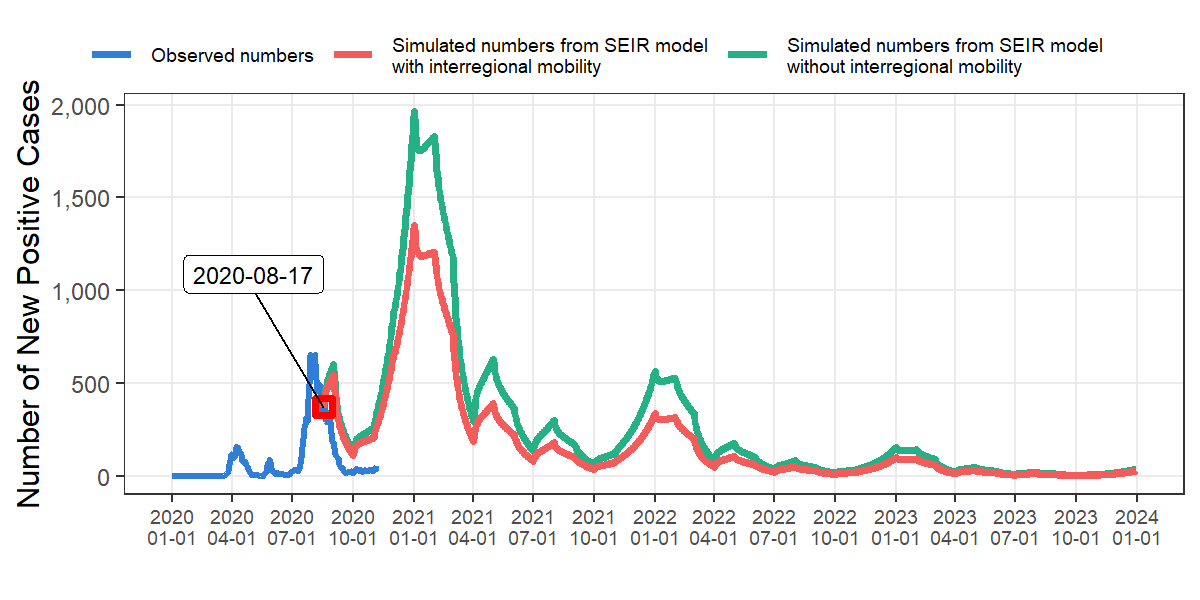 Observed numbers
Simulated numbers from SEIR model
with interregional mobility
Simulated numbers from SEIR model
without interregional mobility
Number of New Positive Cases
2,000
1,500
1,000
500
0
2020-08-17
2020 2020 2020 2020 2021 2021 2021 2021 2022 2022 2022 2022 2023 2023 2023 2023 2024
01-01 04-01 07-01 10-01 01-01 04-01 07-01 10-01 01-01 04-01 07-01 10-01 01-01 04-01 07-01 10-01 01-01